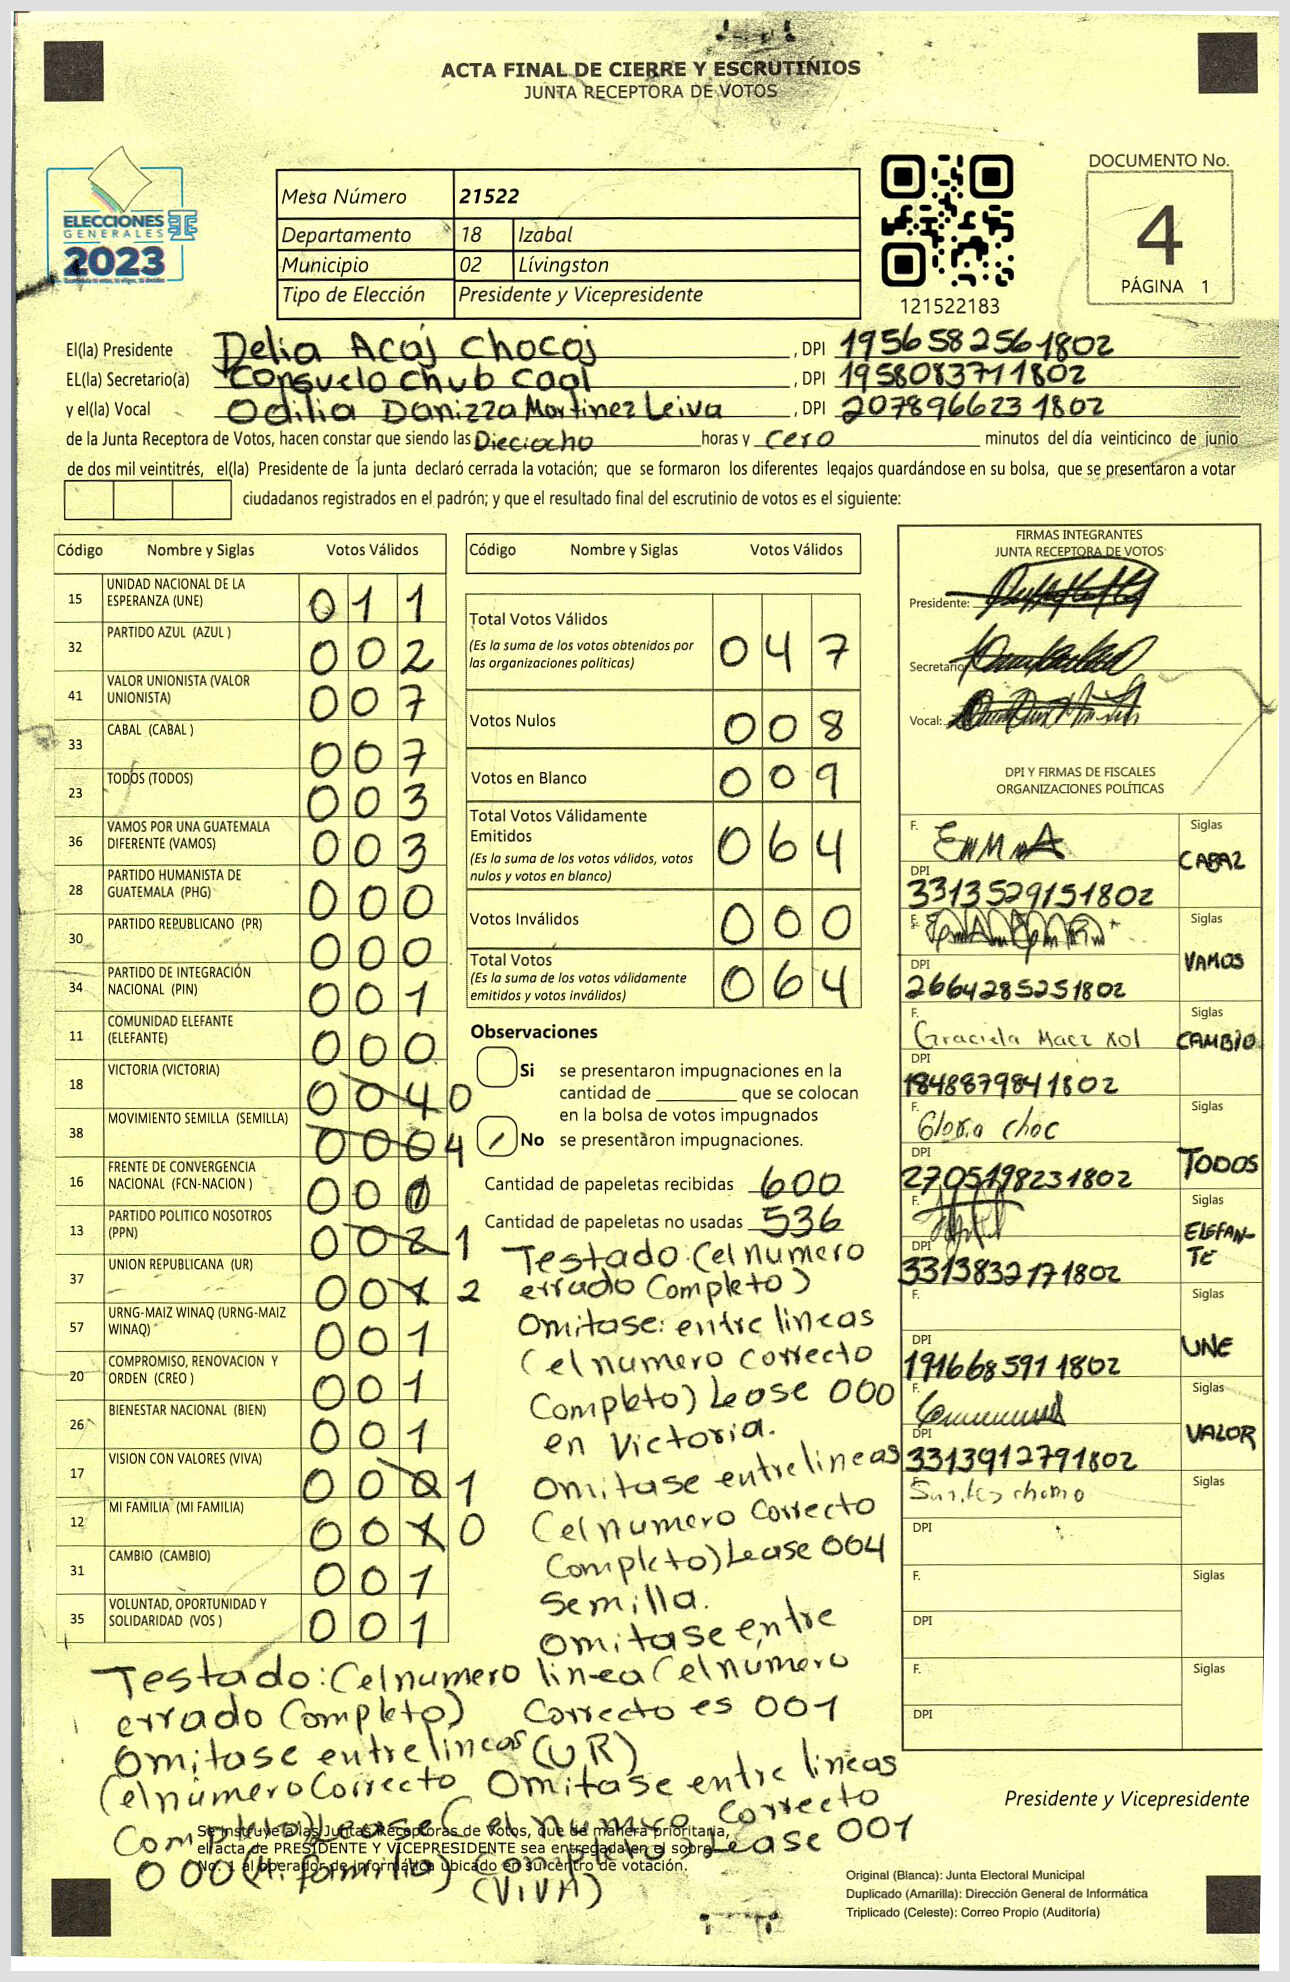 ACTA FINAL DE CIERRE Y ESCRUTINIOS
JUNTA RECEPTORA DE VOTOS
ELECCIONES
GENERALES
2023
Mesa Número 21522
Departamento 18 Izabal
Municipio 02 Lívingston
Tipo de Elección Presidente y Vicepresidente
121522183
DOCUMENTO No.
4
PÁGINA 1
El(la) Presidente Delia Acoj Chocoj , DPI 1956582561802
EL(la) Secretario(a) Consuelo Chub Caal , DPI 1958083711802
y el(la) Vocal Odilia Danizza Martinez Leiva , DPI 2078966231802
de la Junta Receptora de Votos, hacen constar que siendo las Dieciocho horas y cero minutos del día veinticinco de junio
de dos mil veintitrés, el(la) Presidente de la junta declaró cerrada la votación; que se formaron los diferentes legajos guardándose en su bolsa, que se presentaron a votar
ciudadanos registrados en el padrón; y que el resultado final del escrutinio de votos es el siguiente:
Código Nombre y Siglas Votos Válidos
15 UNIDAD NACIONAL DE LA ESPERANZA (UNE) 0 1 1
32 PARTIDO AZUL (AZUL ) 0 0 2
41 VALOR UNIONISTA (VALOR UNIONISTA) 0 0 7
33 CABAL (CABAL ) 0 0 7
23 TODOS (TODOS) 0 0 3
36 VAMOS POR UNA GUATEMALA DIFERENTE (VAMOS) 0 0 3
28 PARTIDO HUMANISTA DE GUATEMALA (PHG) 0 0 0
30 PARTIDO REPUBLICANO (PR) 0 0 0
34 PARTIDO DE INTEGRACIÓN NACIONAL (PIN) 0 0 1
11 COMUNIDAD ELEFANTE (ELEFANTE) 0 0 0
18 VICTORIA (VICTORIA) 0 0 4 0
38 MOVIMIENTO SEMILLA (SEMILLA) 0 0 0 4
16 FRENTE DE CONVERGENCIA NACIONAL (FCN-NACION ) 0 0
13 PARTIDO POLITICO NOSOTROS (PPN) 0 0 2 1
37 UNION REPUBLICANA (UR) 0 0 1 2
57 URNG-MAIZ WINAQ (URNG-MAIZ WINAQ) 0 0 1
20 COMPROMISO, RENOVACION Y ORDEN (CREO ) 0 0 1
26 BIENESTAR NACIONAL (BIEN) 0 0 1
17 VISION CON VALORES (VIVA) 0 0 0 1
12 MI FAMILIA (MI FAMILIA) 0 0 1 0
31 CAMBIO (CAMBIO) 0 0 1
35 VOLUNTAD, OPORTUNIDAD Y SOLIDARIDAD (VOS ) 0 0 1
Código Nombre y Siglas Votos Válidos
Total Votos Válidos 0 4 7
(Es la suma de los votos obtenidos por
las organizaciones políticas)
Votos Nulos 0 0 8
Votos en Blanco 0 0 9
Total Votos Válidamente
Emitidos 0 6 4
(Es la suma de los votos válidos, votos
nulos y votos en blanco)
Votos Inválidos 0 0 0
Total Votos 0 6 4
(Es la suma de los votos válidamente
emitidos y votos inválidos)
Observaciones
Si se presentaron impugnaciones en la
cantidad de ________ que se colocan
en la bolsa de votos impugnados
No se presentaron impugnaciones.
Cantidad de papeletas recibidas 600
Cantidad de papeletas no usadas 536
Testado: (el numero
errado Completo)
Omitase: entre lineas
(el numero correcto
Completo) Lease 000
en Victoria.
Omitase entre lineas
(el numero Correcto
Completo) Lease 004
Semilla.
Omitase entre
linea (el número
Correcto es 001
(UR)
Omitase entre lineas
(el numero Correcto
Completo) Lease 001
(VIVA)
Testado: (el numero
errado Completo)
Omitase entre lineas
(el número Correcto
Completo) Lease
000 (Mi familia)
Se instruye a las Juntas Receptoras de Votos, que de manera prioritaria,
el acta de PRESIDENTE Y VICEPRESIDENTE sea entregada en el sobre
No. 1 al operador de informática ubicado en su centro de votación.
FIRMAS INTEGRANTES
JUNTA RECEPTORA DE VOTOS
Presidente:
Secretario
Vocal:
DPI Y FIRMAS DE FISCALES
ORGANIZACIONES POLÍTICAS
F. EmmA Siglas
DPI 3313529151802 CABAL
F. Siglas
DPI 2664285251802 VAMOS
F. Graciela Macz Xol Siglas
DPI 1848879841802 CAMBIO
F. Gloria choc Siglas
DPI 2705198231802 TODOS
F. Siglas
DPI 3313832171802 ELEFAN-
TE
F. Siglas
DPI 1916685911802 UNE
F. Siglas
DPI 3313912791802 VALOR
Siglas
DPI
F. Siglas
DPI
F. Siglas
DPI
Presidente y Vicepresidente
Original (Blanca): Junta Electoral Municipal
Duplicado (Amarilla): Dirección General de Informática
Triplicado (Celeste): Correo Propio (Auditoría)